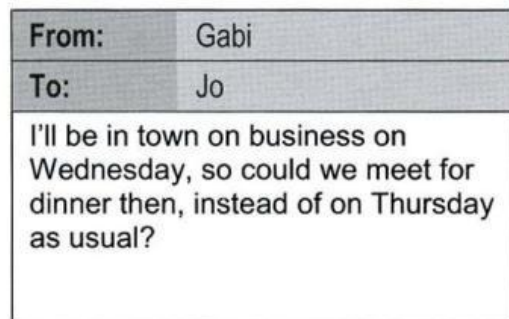 From: Gabi
To: Jo
I'll be in town on business on
Wednesday, so could we meet for
dinner then, instead of on Thursday
as usual?